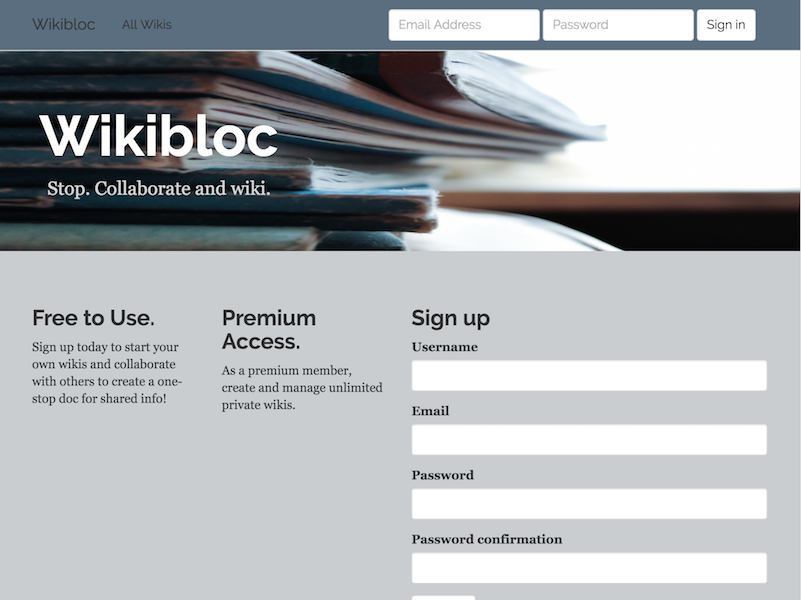 Wikibloc All Wikis Email Address Password Sign in
Wikibloc
Stop. Collaborate and wiki.
Free to Use.
Sign up today to start your
own wikis and collaborate
with others to create a one-
stop doc for shared info!
Premium
Access.
As a premium member,
create and manage unlimited
private wikis.
Sign up
Username
Email
Password
Password confirmation